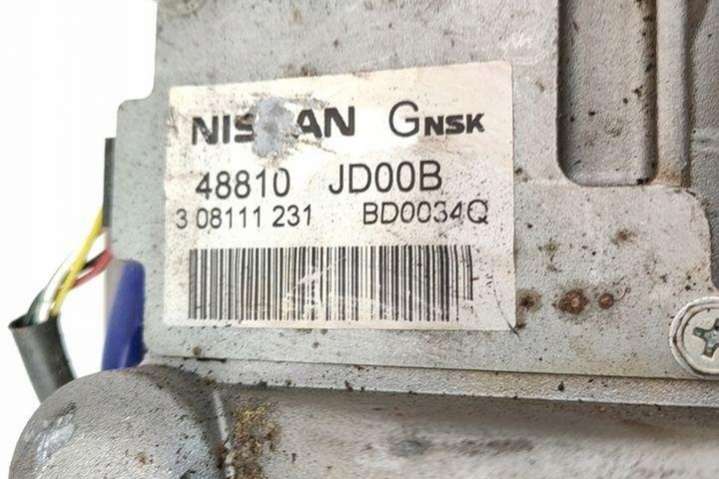 NISSAN GNSK
48810 JD00B
3 08111 231 BD0034Q